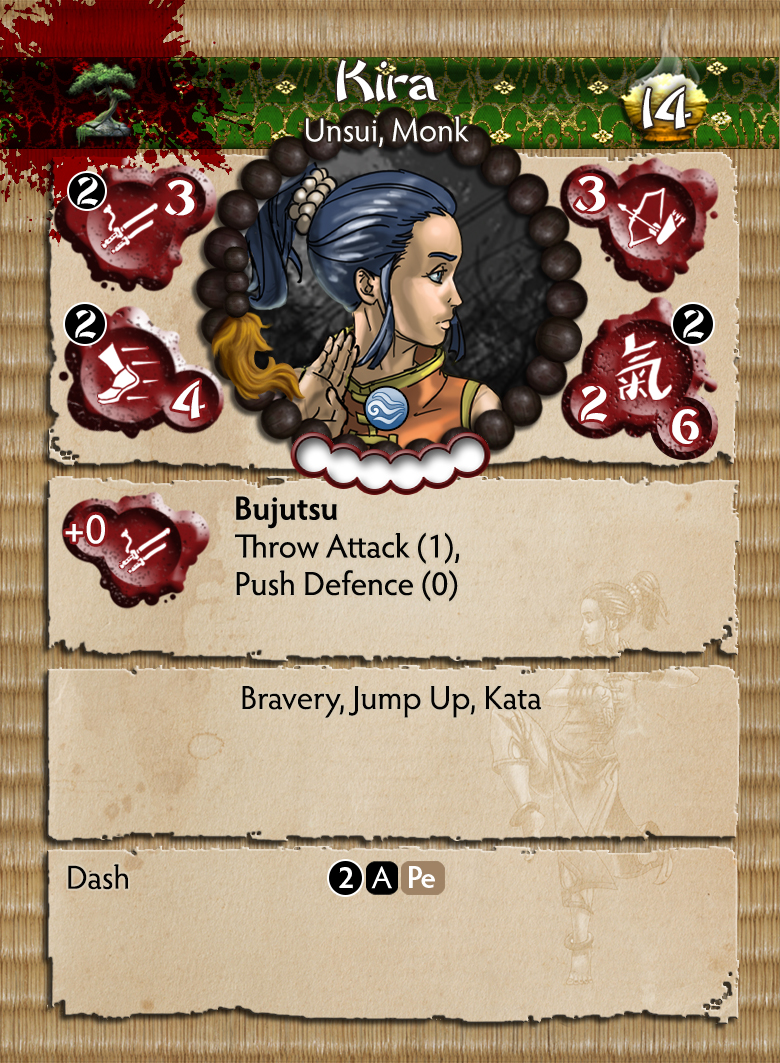 Kira
14
Unsui, Monk
2 3
3
2
4
2
氣
2
6
+0
Bujutsu
Throw Attack (1),
Push Defence (0)
Bravery, Jump Up, Kata
Dash 2 A Pe